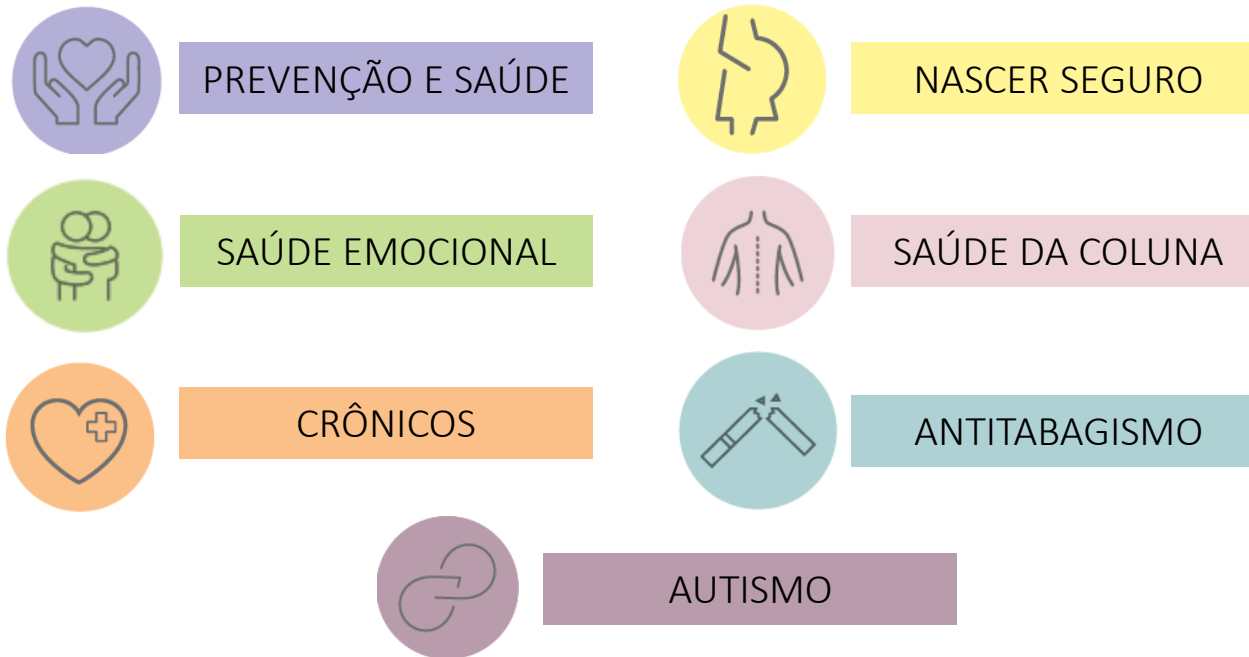 PREVENÇÃO E SAÚDE
NASCER SEGURO
SAÚDE EMOCIONAL
SAÚDE DA COLUNA
CRÔNICOS
ANTITABAGISMO
AUTISMO